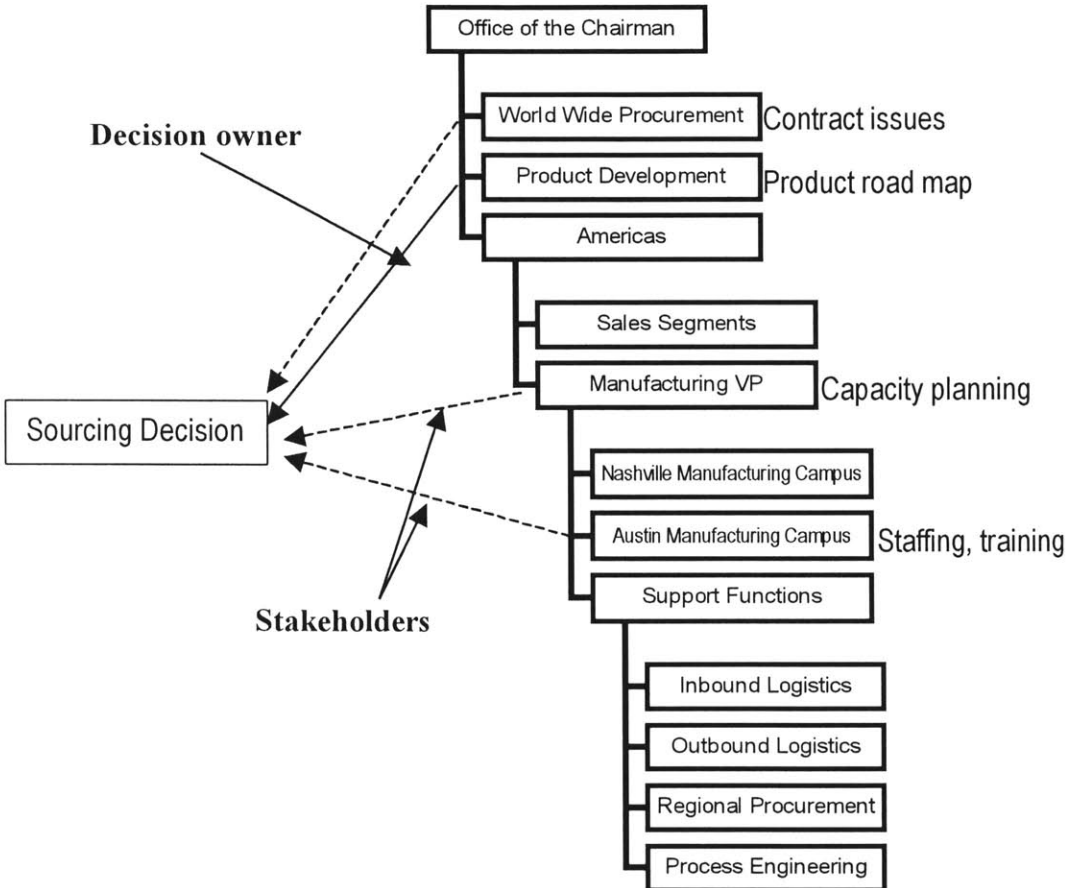 Office of the Chairman
World Wide Procurement
Contract issues
Decision owner
Product Development
Product road map
Americas
Sales Segments
Manufacturing VP
Capacity planning
Sourcing Decision
Nashville Manufacturing Campus
Austin Manufacturing Campus
Staffing, training
Support Functions
Stakeholders
Inbound Logistics
Outbound Logistics
Regional Procurement
Process Engineering